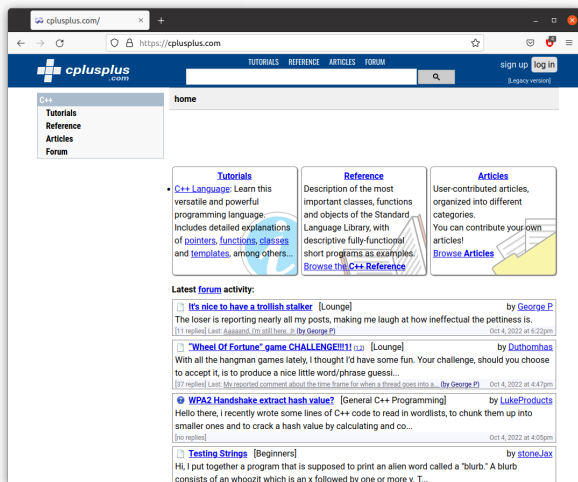 cplusplus.com/
https://cplusplus.com
cplusplus
.com
TUTORIALS REFERENCE ARTICLES FORUM
sign up log in
[Legacy version]
C++
Tutorials
Reference
Articles
Forum
home
Tutorials
C++ Language: Learn this
versatile and powerful
programming language.
Includes detailed explanations
of pointers, functions, classes
and templates, among others...
Reference
Description of the most
important classes, functions
and objects of the Standard
Language Library, with
descriptive fully-functional
short programs as examples.
Browse the C++ Reference
Articles
User-contributed articles,
organized into different
categories.
You can contribute your own
articles!
Browse Articles
Latest forum activity:
It's nice to have a trollish stalker [Lounge] by George P
The loser is reporting nearly all my posts, making me laugh at how ineffectual the pettiness is.
[11 replies] Last: Aaaaand, I'm still here. (by George P) Oct 4, 2022 at 6:22pm
"Wheel Of Fortune" game CHALLENGE!!!1! (1,2) [Lounge] by Duthomhas
With all the hangman games lately, I thought I'd have some fun. Your challenge, should you choose
to accept it, is to produce a nice little word/phrase guessi...
[37 replies] Last: My reported comment about the time frame for when a thread goes into a... (by George P) Oct 4, 2022 at 4:47pm
WPA2 Handshake extract hash value? [General C++ Programming] by LukeProducts
Hello there, i recently wrote some lines of C++ code to read in wordlists, to chunk them up into
smaller ones and to crack a hash value by calculating and co...
[no replies] Oct 4, 2022 at 4:05pm
Testing Strings [Beginners] by stoneJax
Hi, I put together a program that is supposed to print an alien word called a "blurb." A blurb
consists of an whoozit which is an x followed by one or more y. T...